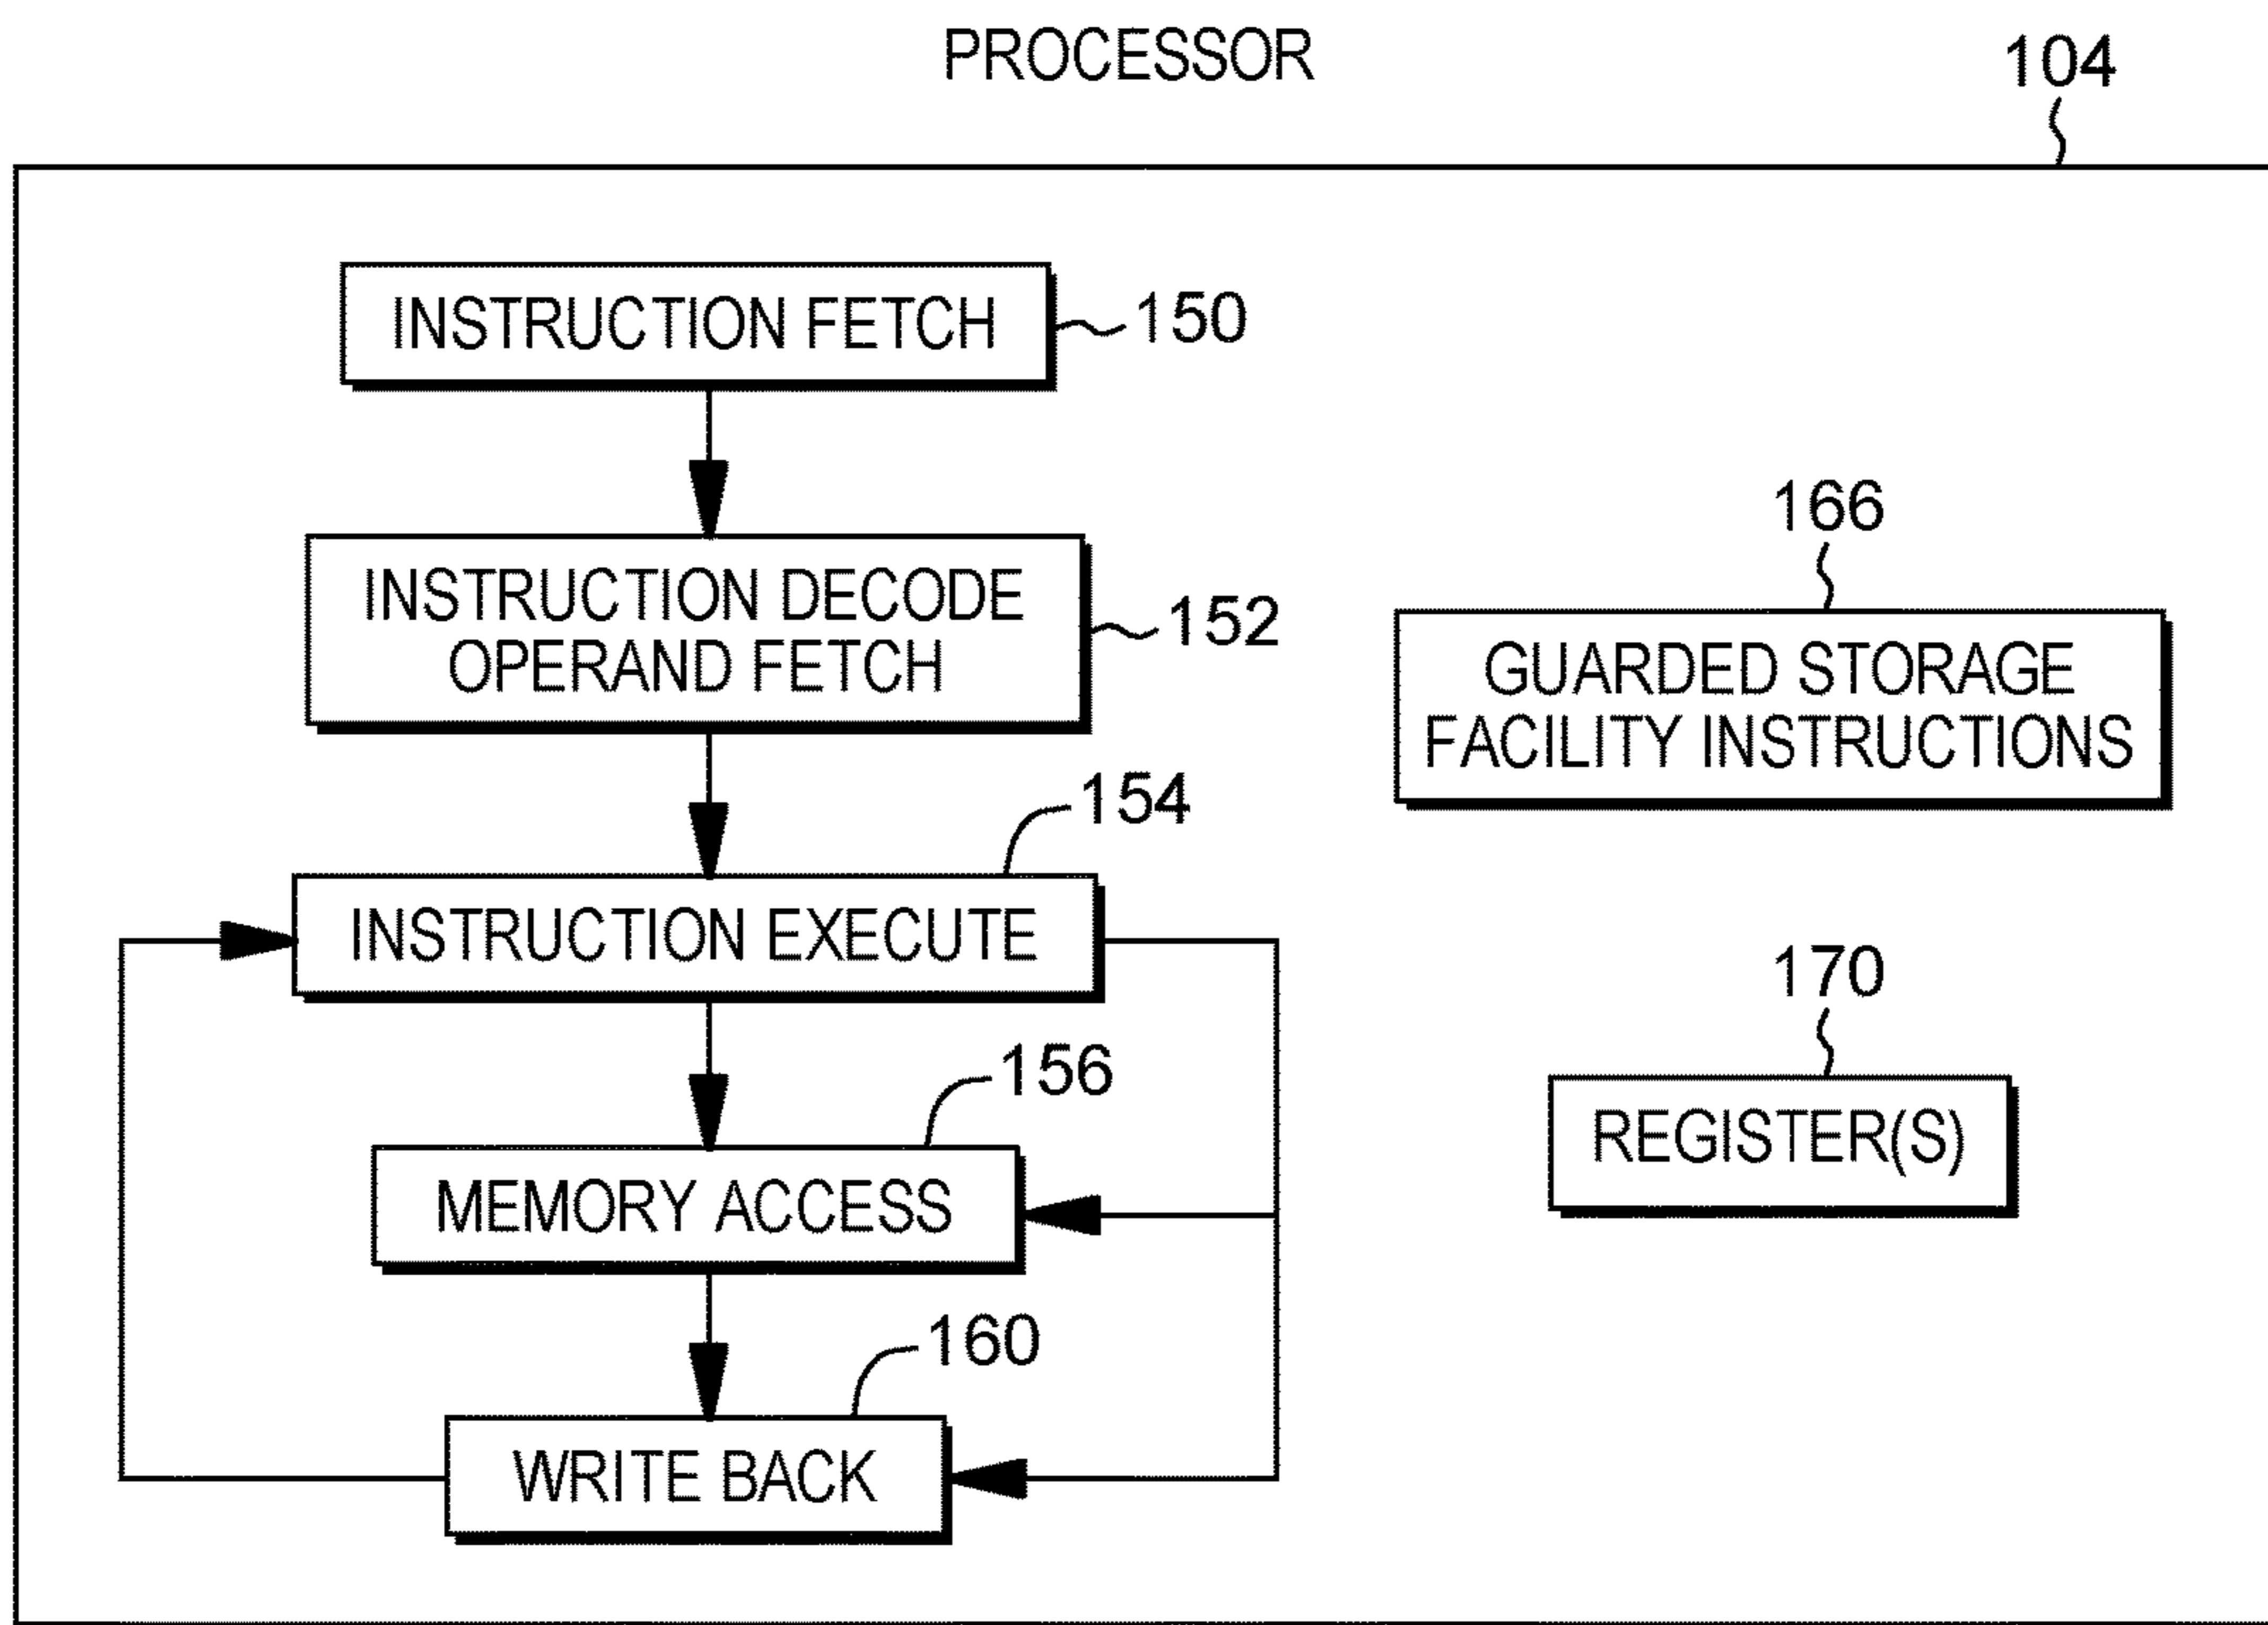 PROCESSOR
104
INSTRUCTION FETCH
150
INSTRUCTION DECODE
OPERAND FETCH
152
166
GUARDED STORAGE
FACILITY INSTRUCTIONS
154
INSTRUCTION EXECUTE
170
REGISTER(S)
156
MEMORY ACCESS
160
WRITE BACK